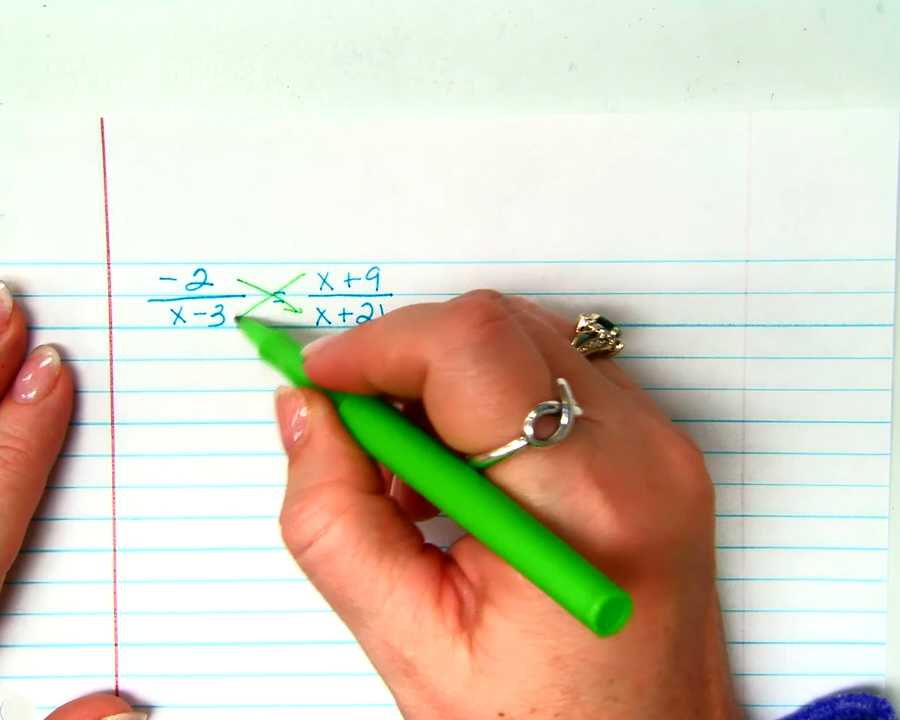 -2 / x-3 = x+9 / x+21